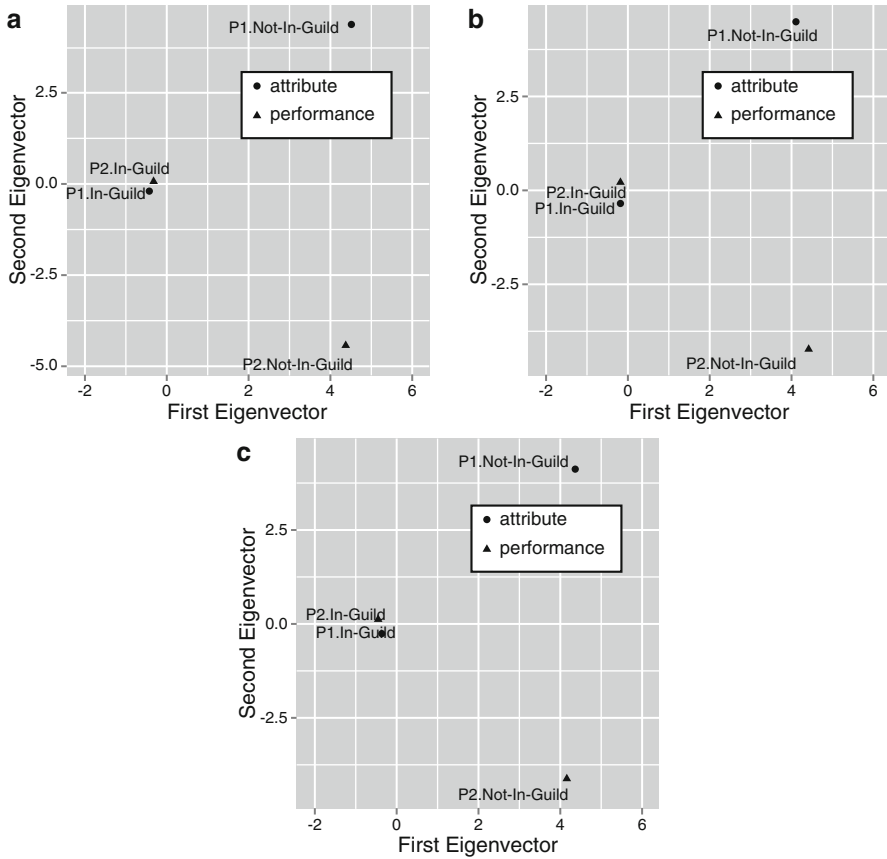 a
P1.Not-In-Guild
attribute
performance
2.5
P2.In-Guild
0.0
P1.In-Guild
-2.5
P2.Not-In-Guild
-5.0
-2 0 2 4 6
First Eigenvector
Second Eigenvector
b
P1.Not-In-Guild
attribute
performance
2.5
0.0
P2.In-Guild
P1.In-Guild
-2.5
P2.Not-In-Guild
-2 0 2 4 6
First Eigenvector
Second Eigenvector
c
P1.Not-In-Guild
attribute
performance
2.5
P2.In-Guild
0.0
P1.In-Guild
-2.5
P2.Not-In-Guild
-2 0 2 4 6
First Eigenvector
Second Eigenvector